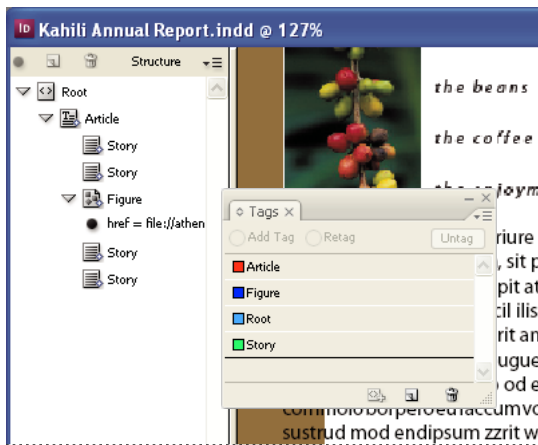 Kahili Annual Report.indd @ 127%
Structure
Root
Article
Story
Story
Figure
href = file://athen
Story
Story
the beans
the coffee
Tags
Add Tag
Retag
Untag
Article
Figure
Root
Story
riure
, sit p
pit at
cil ilis
rit an
ugue
od e
sustrud mod endipsum zzrit w